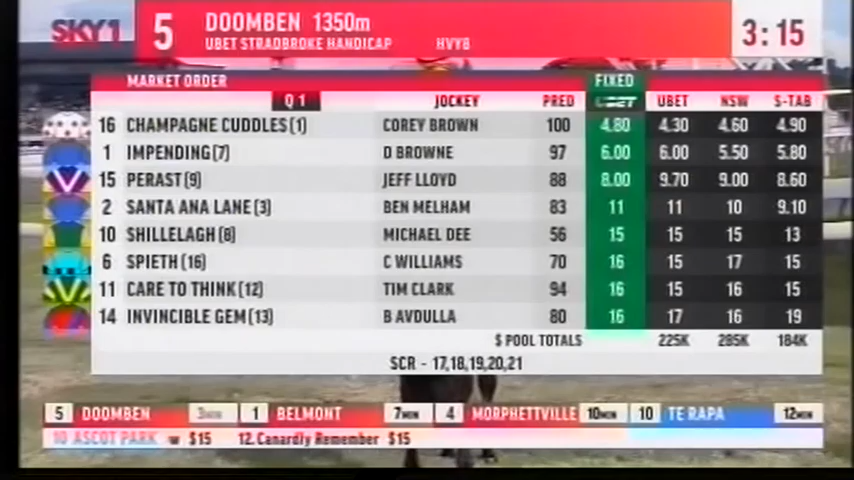 SKY1 5 DOOMBEN 1350m 3:15
UBET STRADBROKE HANDICAP HVY8
MARKET ORDER FIXED
Q 1 JOCKEY PRED UBET UBET NSW S-TAB
16 CHAMPAGNE CUDDLES(1) COREY BROWN 100 4.80 4.30 4.60 4.90
1 IMPENDING(7) D BROWNE 97 6.00 6.00 5.50 5.80
15 PERAST(9) JEFF LLOYD 88 8.00 9.70 9.00 8.60
2 SANTA ANA LANE(3) BEN MELHAM 83 11 11 10 9.10
10 SHILLELAGH(8) MICHAEL DEE 56 15 15 15 13
6 SPIETH(16) C WILLIAMS 70 16 15 17 15
11 CARE TO THINK(12) TIM CLARK 94 16 15 16 15
14 INVINCIBLE GEM(13) B AVDULLA 80 16 17 16 19
$ POOL TOTALS 225K 285K 184K
SCR - 17,18,19,20,21
5 DOOMBEN 3MIN 1 BELMONT 7MIN 4 MORPHETTVILLE 10MIN 10 TE RAPA 12MIN
10 ASCOT PARK W $15 12.Canardly Remember $15